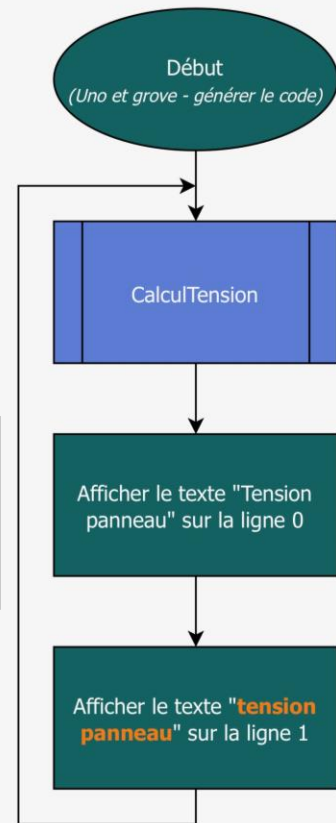 Début
(Uno et grove - générer le code)
CalculTension
Afficher le texte "Tension
panneau" sur la ligne 0
Afficher le texte "tension
panneau" sur la ligne 1